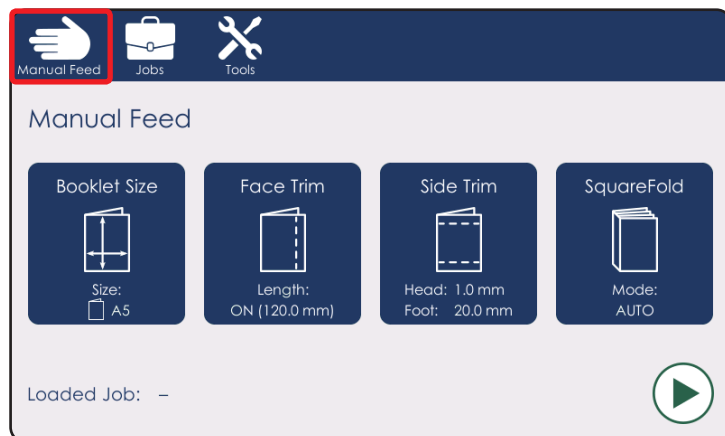 Manual Feed
Jobs
Tools
Manual Feed
Booklet Size
Size:
A5
Face Trim
Length:
ON (120.0 mm)
Side Trim
Head: 1.0 mm
Foot: 20.0 mm
SquareFold
Mode:
AUTO
Loaded Job: –